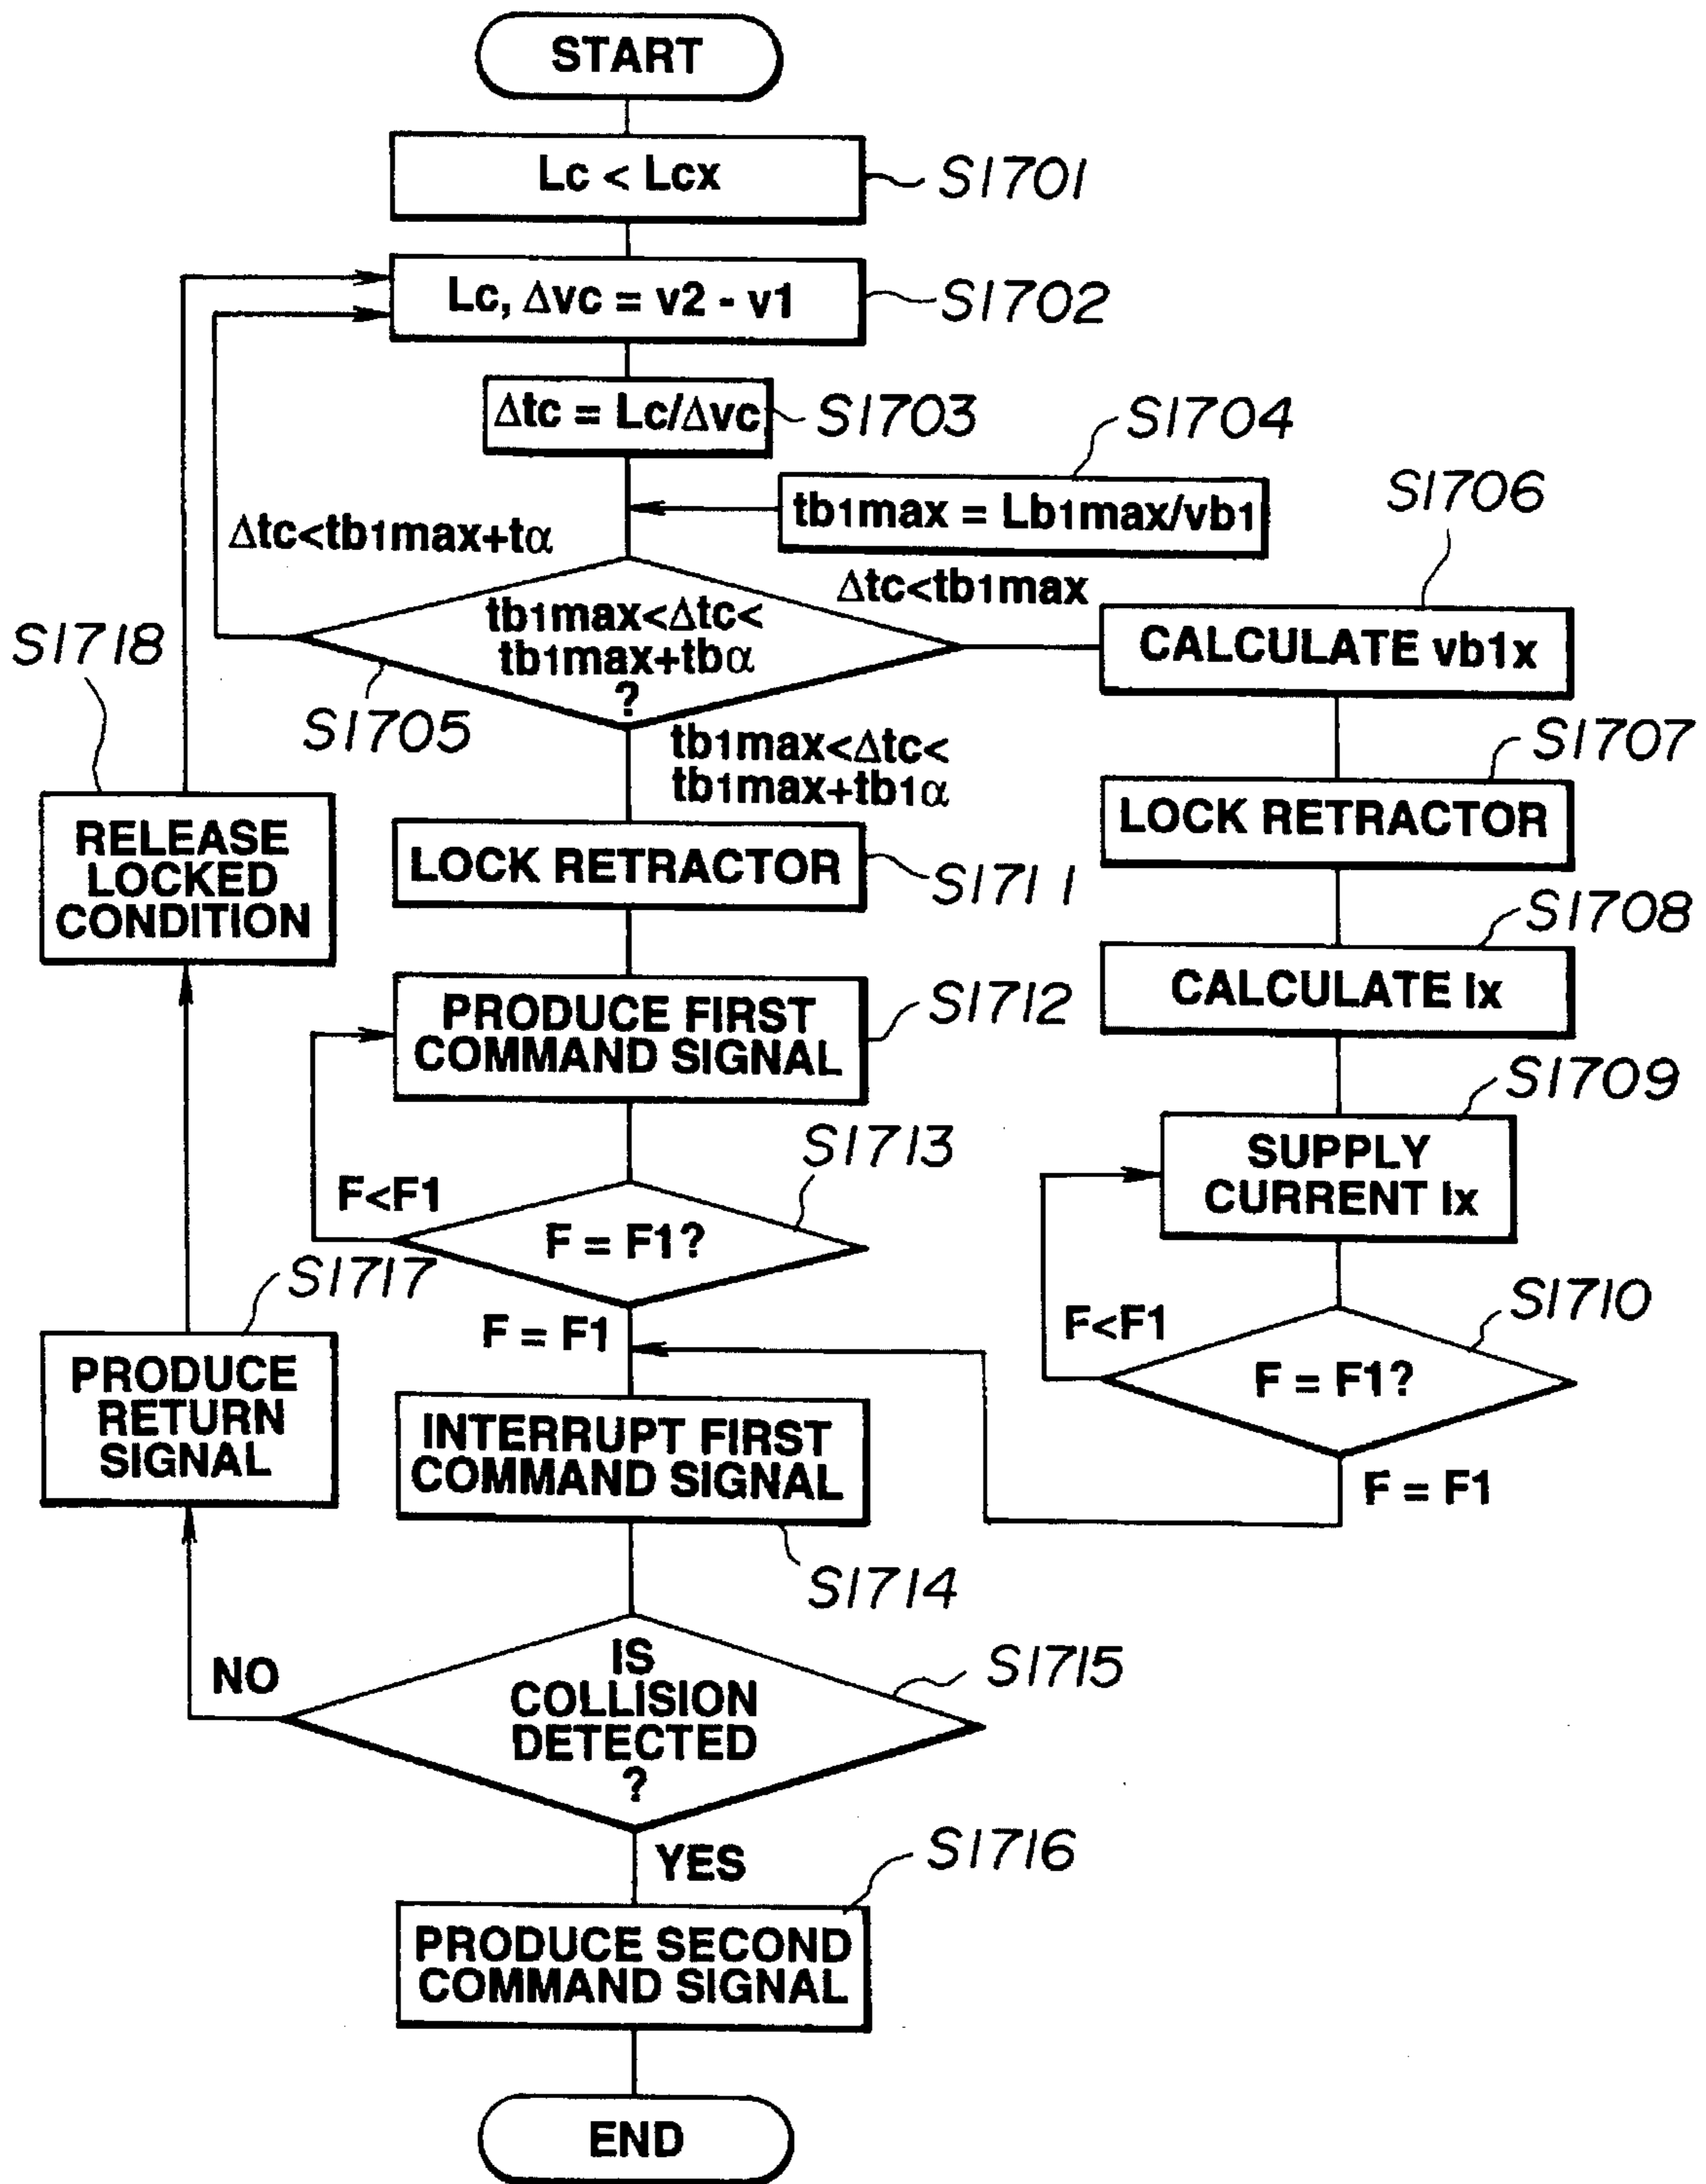 START
Lc < Lcx
S1701
Lc, Δvc = v2 - v1
S1702
Δtc = Lc/Δvc
S1703
S1704
tb1max = Lb1max/vb1
S1706
Δtc<tb1max+tα
Δtc<tb1max
tb1max<Δtc<
tb1max+tbα
?
CALCULATE vb1x
S1718
S1705
tb1max<Δtc<
tb1max+tb1α
S1707
LOCK RETRACTOR
RELEASE
LOCKED
CONDITION
LOCK RETRACTOR
S1711
S1708
CALCULATE Ix
PRODUCE FIRST
COMMAND SIGNAL
S1712
S1709
SUPPLY
CURRENT Ix
S1713
F<F1
F = F1?
S1717
F = F1
S1710
F<F1
F = F1?
F = F1
PRODUCE
RETURN
SIGNAL
INTERRUPT FIRST
COMMAND SIGNAL
S1714
NO
IS
COLLISION
DETECTED
?
S1715
YES
S1716
PRODUCE SECOND
COMMAND SIGNAL
END